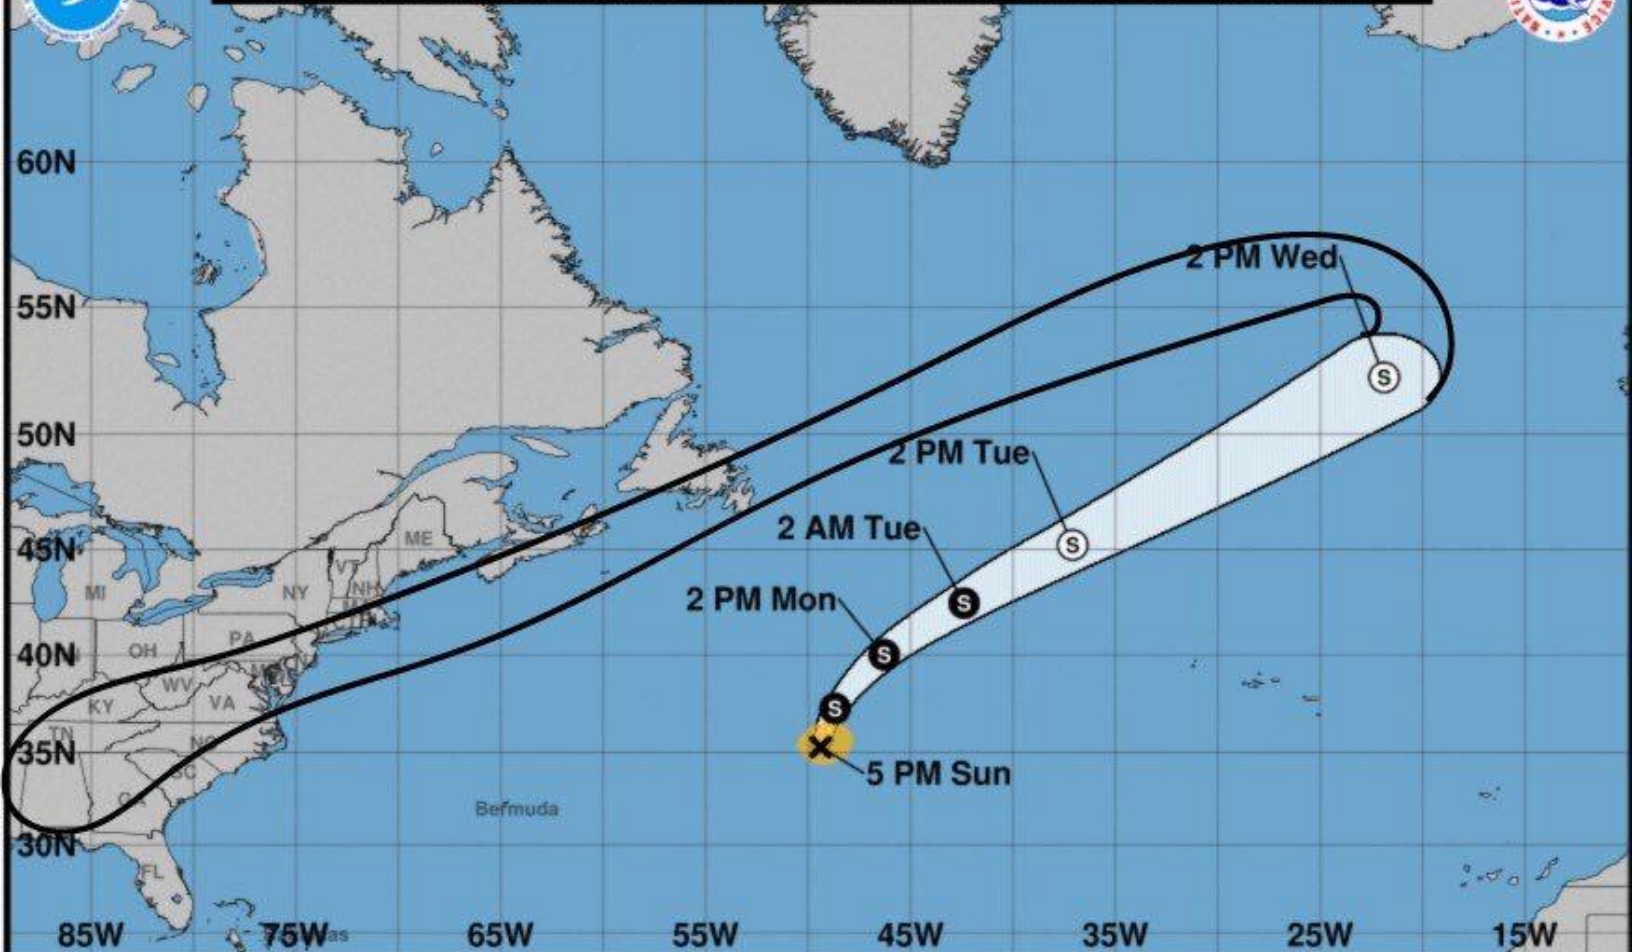 60N
2 PM Wed
55N
50N
2 PM Tue
2 AM Tue
ME
45N
VT
MI
NY
NH
2 PM Mon
S
S
S
S
S
PA
OH
40N
WV
KY
VA
TN
NC
35N
SC
5 PM Sun
GA
Bermuda
30N
FL
85W
75W
65W
55W
45W
35W
25W
15W